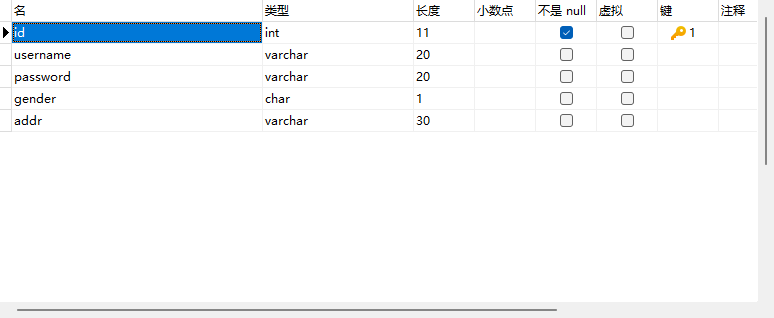 名 类型 长度 小数点 不是 null 虚拟 键 注释
id int 11 1
username varchar 20
password varchar 20
gender char 1
addr varchar 30